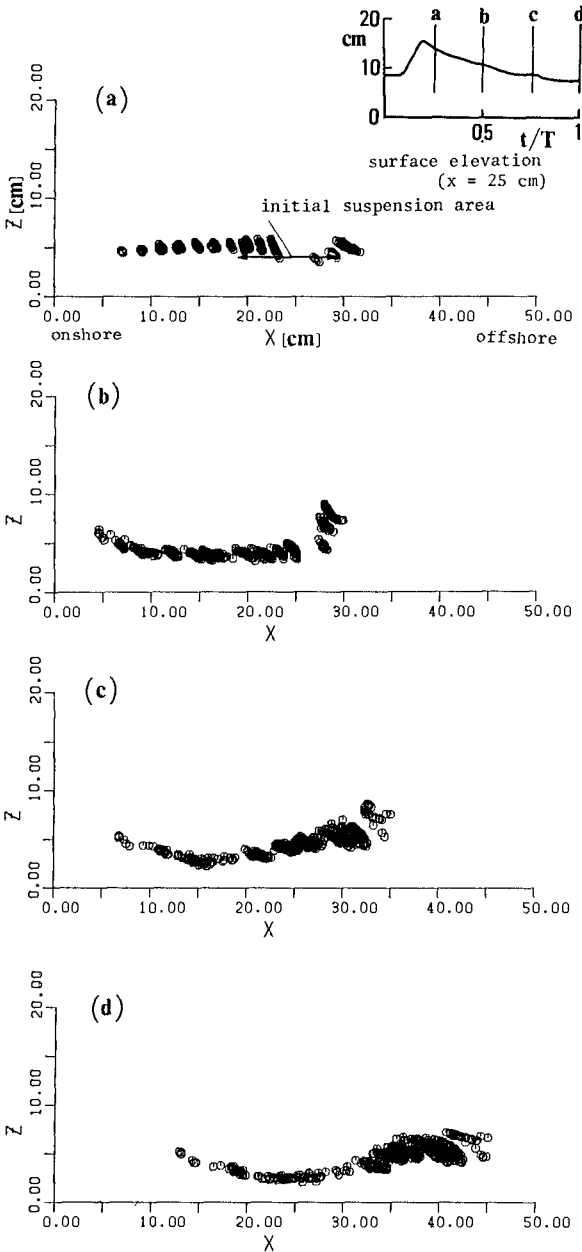 20
cm
10
0
a b c d
0.5 1
t/T
surface elevation
(x = 25 cm)
(a)
20.00
Z [cm]
10.00
0.00
initial suspension area
0.00 10.00 20.00 30.00 40.00 50.00
onshore X [cm] offshore
(b)
20.00
Z
10.00
0.00
0.00 10.00 20.00 30.00 40.00 50.00
X
(c)
20.00
Z
10.00
0.00
0.00 10.00 20.00 30.00 40.00 50.00
X
(d)
20.00
Z
10.00
0.00
0.00 10.00 20.00 30.00 40.00 50.00
X